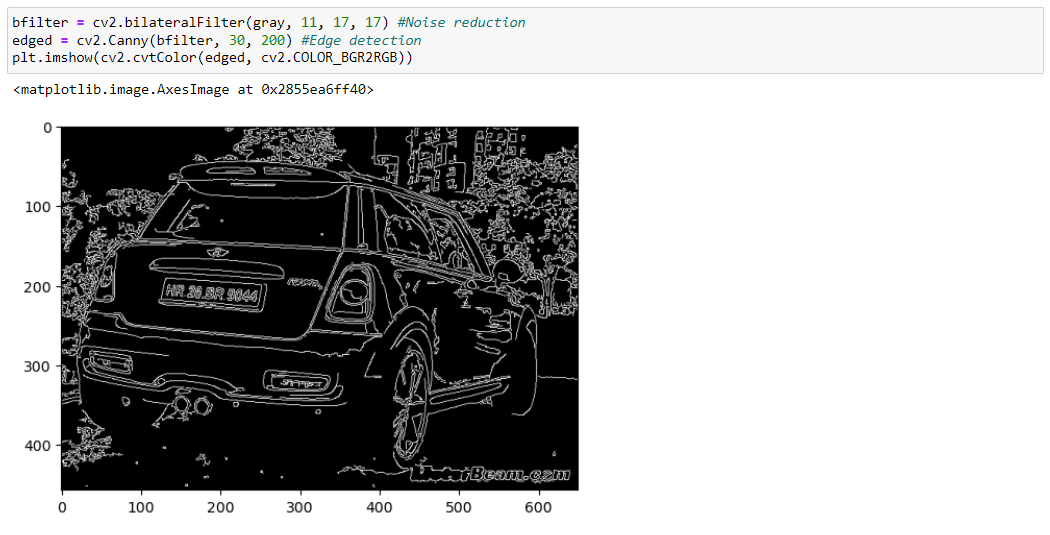 bfilter = cv2.bilateralFilter(gray, 11, 17, 17) #Noise reduction
edged = cv2.Canny(bfilter, 30, 200) #Edge detection
plt.imshow(cv2.cvtColor(edged, cv2.COLOR_BGR2RGB))
<matplotlib.image.AxesImage at 0x2855ea6ff40>
0
100
200
HR 26.BR.9044
300
400
Beam.com
0 100 200 300 400 500 600